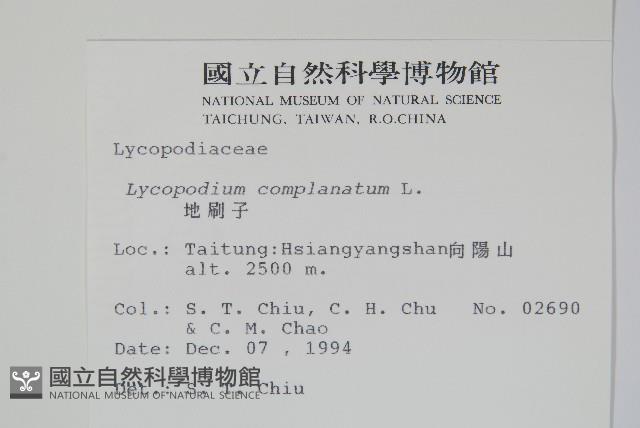 國立自然科學博物館
NATIONAL MUSEUM OF NATURAL SCIENCE
TAICHUNG, TAIWAN, R.O.CHINA
Lycopodiaceae
Lycopodium complanatum L.
地刷子
Loc.: Taitung:Hsiangyangshan向陽山
alt. 2500 m.
Col.: S. T. Chiu, C. H. Chu No. 02690
& C. M. Chao
Date: Dec. 07 , 1994
Det.: S. T. Chiu
國立自然科學博物館
NATIONAL MUSEUM OF NATURAL SCIENCE